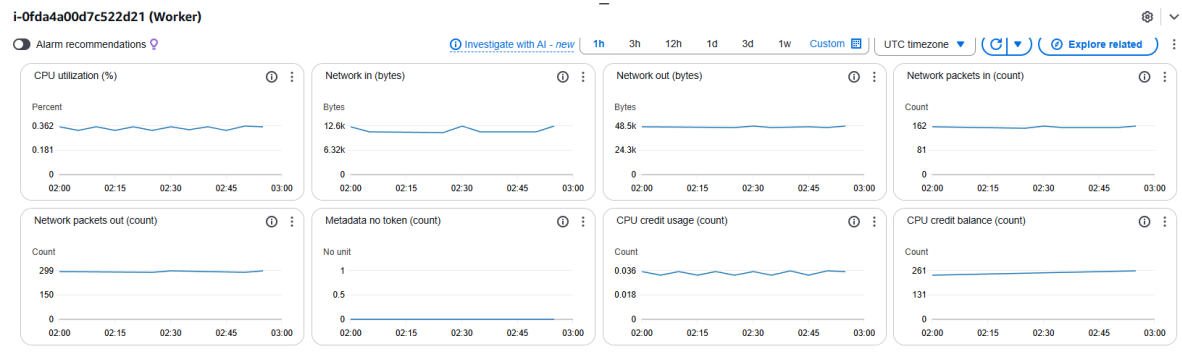 i-0fda4a00d7c522d21 (Worker)
Alarm recommendations
Investigate with AI - new 1h 3h 12h 1d 3d 1w Custom UTC timezone Explore related
CPU utilization (%)
Percent
0.362
0.181
0
02:00 02:15 02:30 02:45 03:00
Network in (bytes)
Bytes
12.6k
6.32k
0
02:00 02:15 02:30 02:45 03:00
Network out (bytes)
Bytes
48.5k
24.3k
0
02:00 02:15 02:30 02:45 03:00
Network packets in (count)
Count
162
81
0
02:00 02:15 02:30 02:45 03:00
Network packets out (count)
Count
299
150
0
02:00 02:15 02:30 02:45 03:00
Metadata no token (count)
No unit
1
0.5
0
02:00 02:15 02:30 02:45 03:00
CPU credit usage (count)
Count
0.036
0.018
0
02:00 02:15 02:30 02:45 03:00
CPU credit balance (count)
Count
261
131
0
02:00 02:15 02:30 02:45 03:00